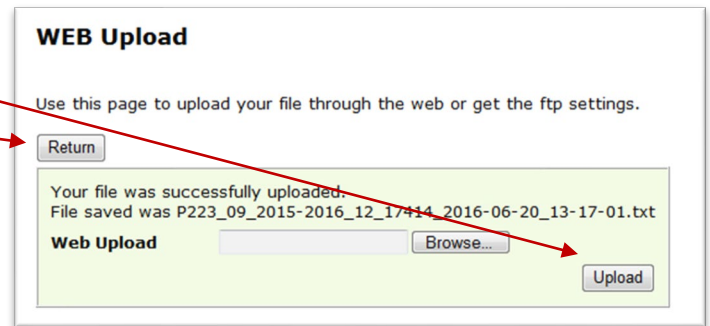 WEB Upload
Use this page to upload your file through the web or get the ftp settings.
Return
Your file was successfully uploaded.
File saved was P223_09_2015-2016_12_17414_2016-06-20_13-17-01.txt
Web Upload Browse...
Upload